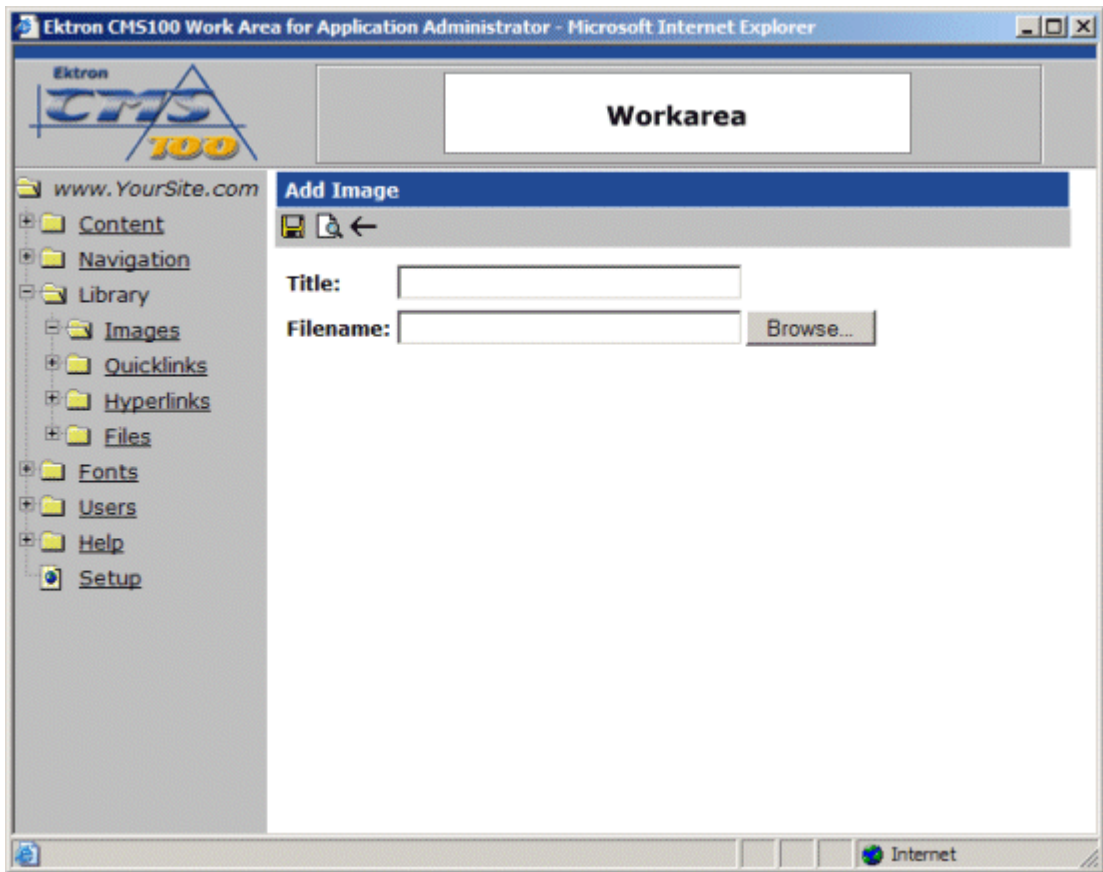 Ektron CMS100 Work Area for Application Administrator - Microsoft Internet Explorer
Ektron
CMS
100
Workarea
www.YourSite.com
Content
Navigation
Library
Images
Quicklinks
Hyperlinks
Files
Fonts
Users
Help
Setup
Add Image
Title:
Filename: Browse...
Internet